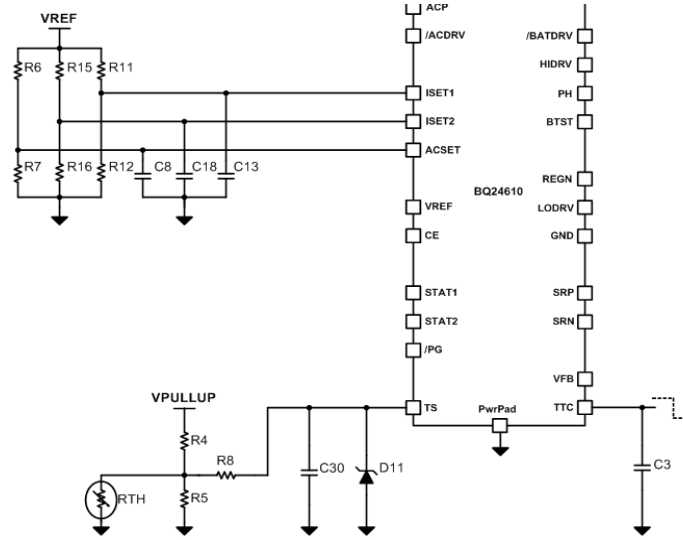 ACP
VREF
/ACDRV
/BATDRV
R6
R15
R11
HIDRV
ISET1
PH
ISET2
BTST
ACSET
R7
R16
R12
C8
C18
C13
REGN
BQ24610
VREF
LODRV
CE
GND
STAT1
SRP
STAT2
SRN
/PG
VFB
VPULLUP
TS
PwrPad
TTC
R4
R8
C30
D11
C3
RTH
R5